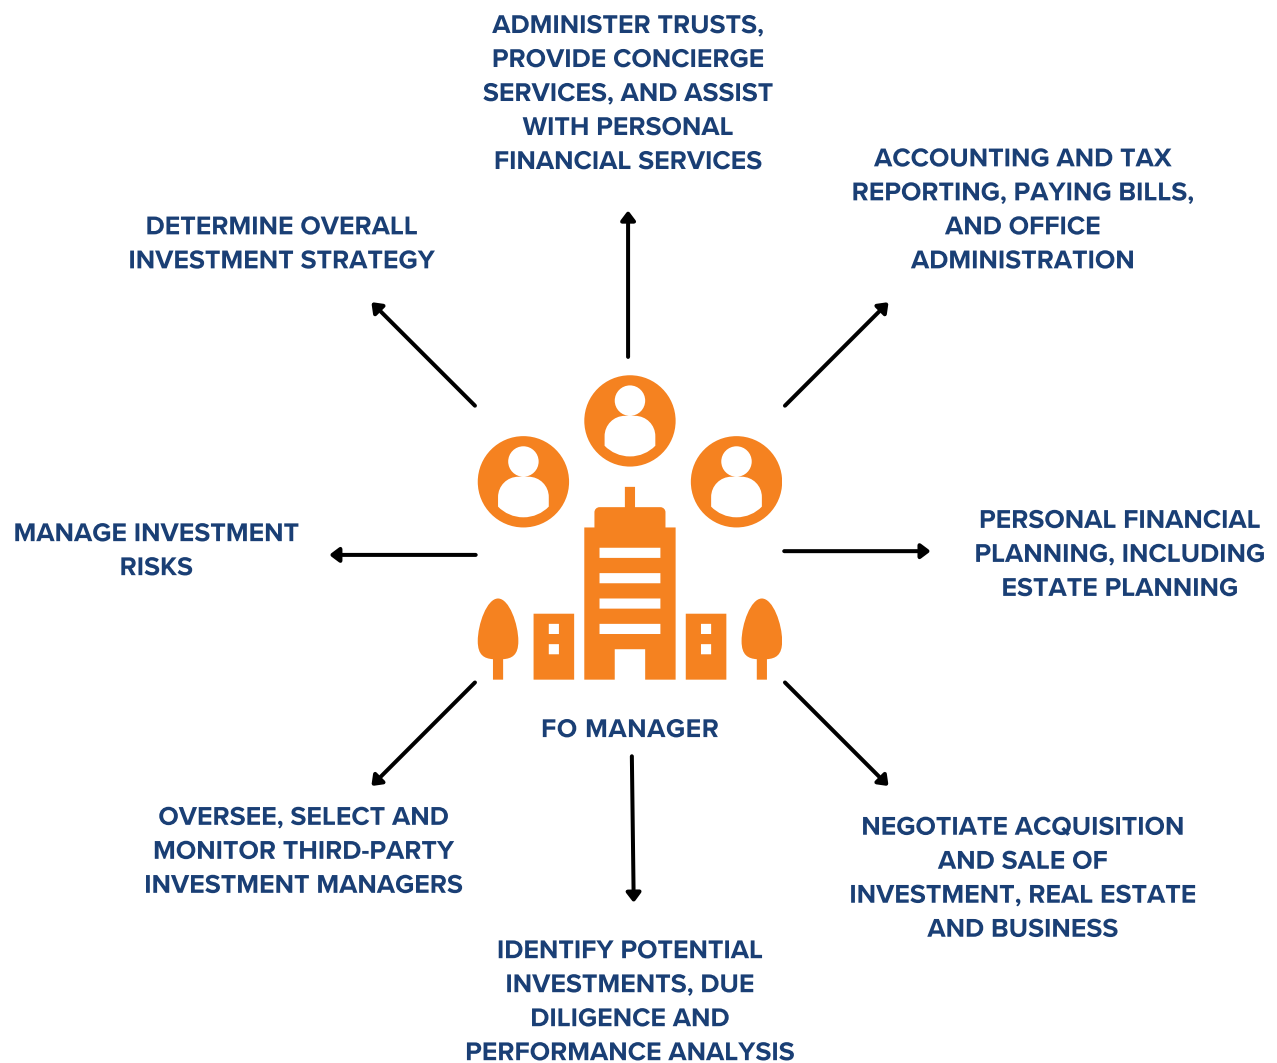 ADMINISTER TRUSTS,
PROVIDE CONCIERGE
SERVICES, AND ASSIST
WITH PERSONAL
FINANCIAL SERVICES
ACCOUNTING AND TAX
REPORTING, PAYING BILLS,
AND OFFICE
ADMINISTRATION
DETERMINE OVERALL
INVESTMENT STRATEGY
MANAGE INVESTMENT
RISKS
PERSONAL FINANCIAL
PLANNING, INCLUDING
ESTATE PLANNING
FO MANAGER
OVERSEE, SELECT AND
MONITOR THIRD-PARTY
INVESTMENT MANAGERS
NEGOTIATE ACQUISITION
AND SALE OF
INVESTMENT, REAL ESTATE
AND BUSINESS
IDENTIFY POTENTIAL
INVESTMENTS, DUE
DILIGENCE AND
PERFORMANCE ANALYSIS